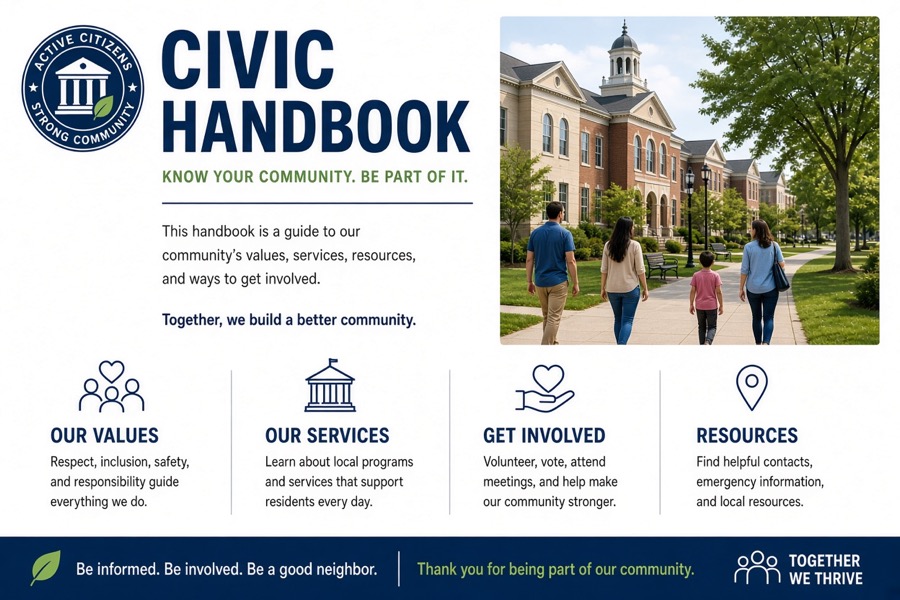 ACTIVE CITIZENS
STRONG COMMUNITY
CIVIC
HANDBOOK
KNOW YOUR COMMUNITY. BE PART OF IT.
This handbook is a guide to our
community's values, services, resources,
and ways to get involved.
Together, we build a better community.
OUR VALUES
Respect, inclusion, safety,
and responsibility guide
everything we do.
OUR SERVICES
Learn about local programs
and services that support
residents every day.
GET INVOLVED
Volunteer, vote, attend
meetings, and help make
our community stronger.
RESOURCES
Find helpful contacts,
emergency information,
and local resources.
Be informed. Be involved. Be a good neighbor.
Thank you for being part of our community.
TOGETHER
WE THRIVE